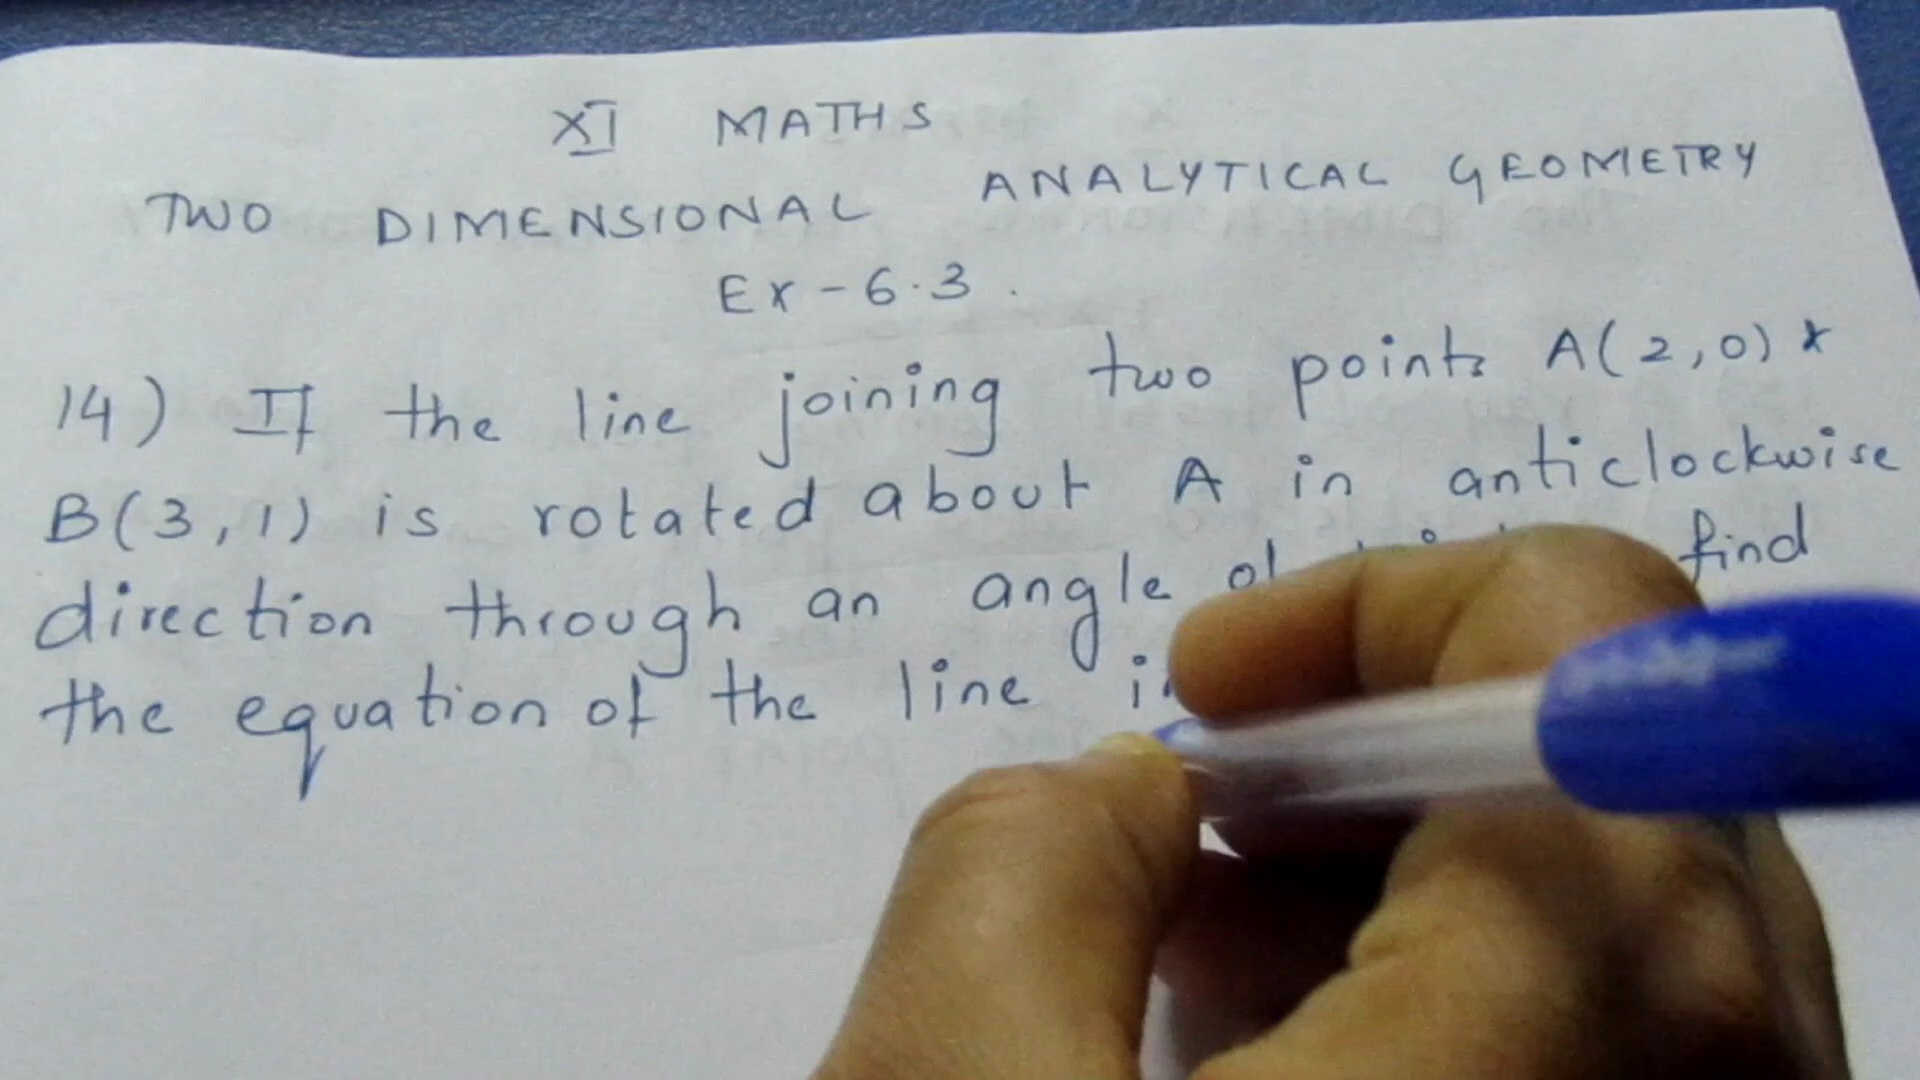 XI MATHS
TWO DIMENSIONAL ANALYTICAL GEOMETRY
Ex - 6.3.
14) If the line joining two points A(2,0) &
B(3,1) is rotated about A in anticlockwise
direction through an angle of find
the equation of the line